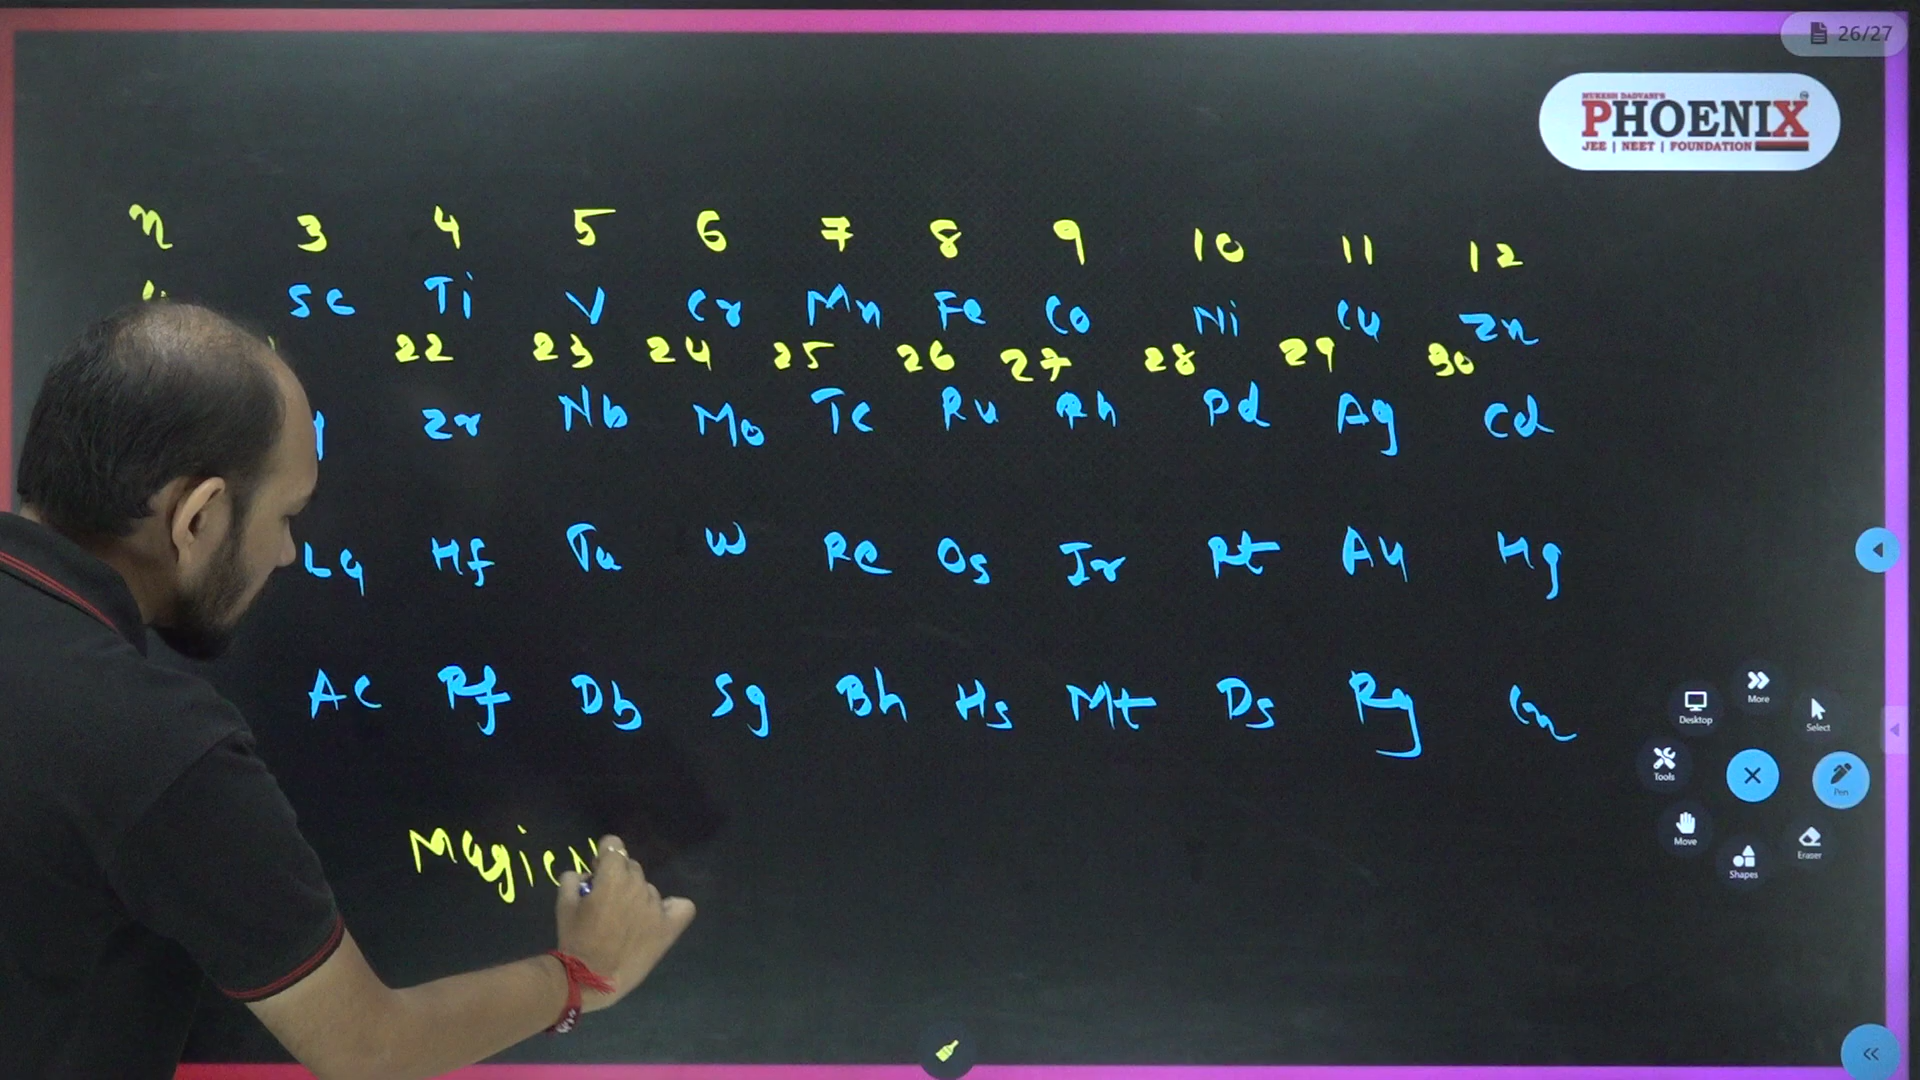 26/27
MUKESH DADVANI'S
PHOENIX
JEE | NEET | FOUNDATION
n 3 4 5 6 7 8 9 10 11 12
Sc Ti V Cr Mn Fe Co Ni Cu Zn
22 23 24 25 26 27 28 29 30
Zr Nb Mo Tc Ru Rh Pd Ag Cd
La Hf Ta W Re Os Ir Pt Au Hg
Ac Rf Db Sg Bh Hs Mt Ds Rg Cn
Magic N
More
Desktop
Select
Tools
Pen
Move
Eraser
Shapes